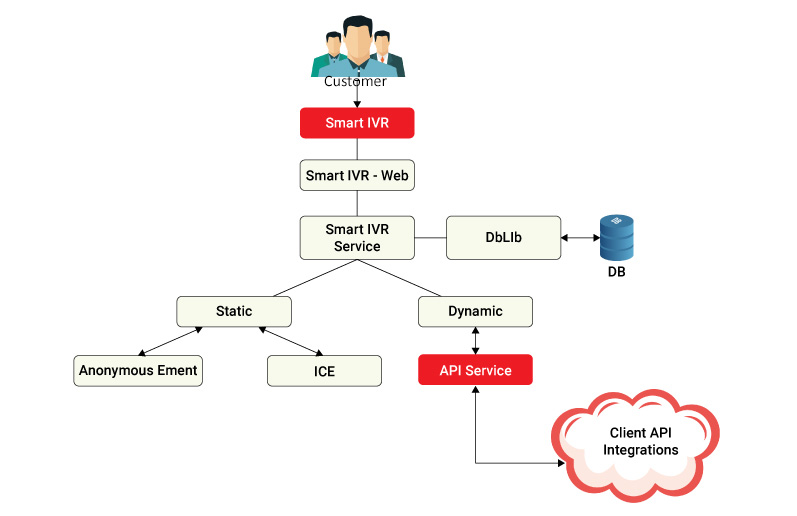 Customer
Smart IVR
Smart IVR - Web
Smart IVR
Service
DbLIb
DB
Static
Dynamic
Anonymous Ement
ICE
API Service
Client API
Integrations